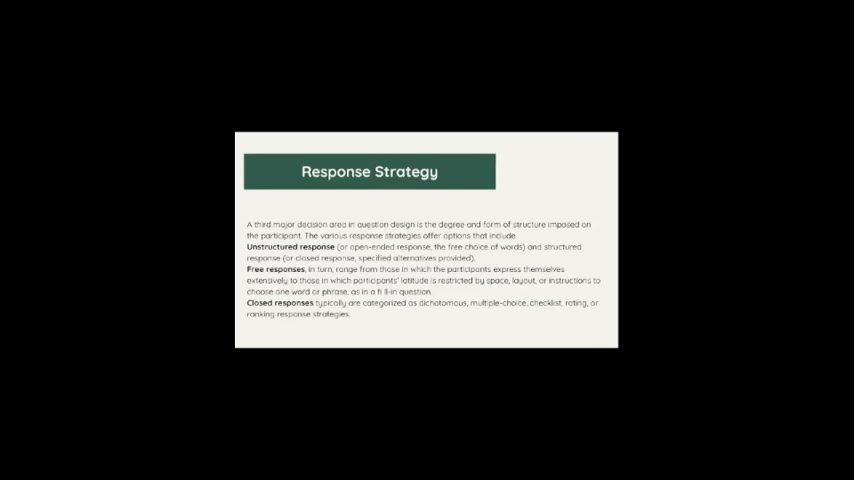 Response Strategy
A third major decision area in question design is the degree and form of structure imposed on
the participant. The various response strategies offer options that include
Unstructured response (or open-ended response, the free choice of words) and structured
response (or closed response, specified alternatives provided).
Free responses, in turn, range from those in which the participants express themselves
extensively to those in which participants' latitude is restricted by space, layout, or instructions to
choose one word or phrase, as in a fi ll-in question.
Closed responses typically are categorized as dichotomous, multiple-choice, checklist, rating, or
ranking response strategies.